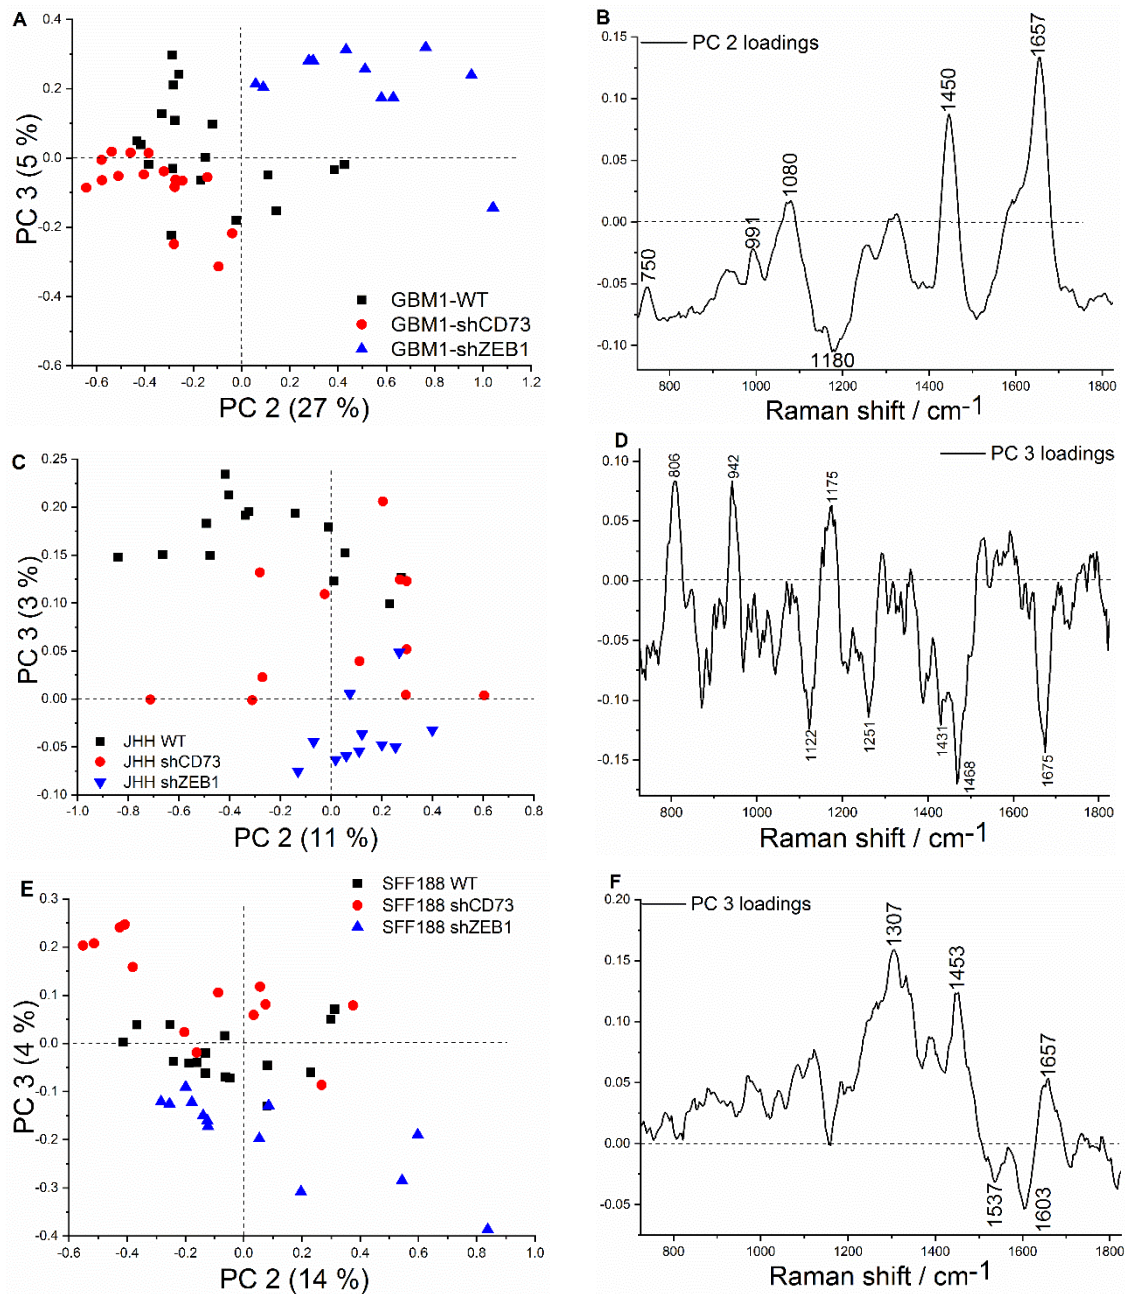 A
0.4
0.2
0.0
-0.2
-0.4
-0.6
PC 3 (5 %)
GBM1-WT
GBM1-shCD73
GBM1-shZEB1
-0.6 -0.4 -0.2 0.0 0.2 0.4 0.6 0.8 1.0 1.2
PC 2 (27 %)
B
PC 2 loadings
0.15
0.10
0.05
0.00
-0.05
-0.10
750
991
1080
1180
1450
1657
800 1000 1200 1400 1600 1800
Raman shift / cm-1
C
0.25
0.20
0.15
0.10
0.05
0.00
-0.05
-0.10
PC 3 (3 %)
JHH WT
JHH shCD73
JHH shZEB1
-1.0 -0.8 -0.6 -0.4 -0.2 0.0 0.2 0.4 0.6 0.8
PC 2 (11 %)
D
PC 3 loadings
0.10
0.05
0.00
-0.05
-0.10
-0.15
806
942
1175
1122
1251
1431
1468
1675
800 1000 1200 1400 1600 1800
Raman shift / cm-1
E
SFF188 WT
SFF188 shCD73
SFF188 shZEB1
0.3
0.2
0.1
0.0
-0.1
-0.2
-0.3
-0.4
PC 3 (4 %)
-0.6 -0.4 -0.2 0.0 0.2 0.4 0.6 0.8 1.0
PC 2 (14 %)
F
PC 3 loadings
0.20
0.15
0.10
0.05
0.00
-0.05
1307
1453
1657
1537
1603
800 1000 1200 1400 1600 1800
Raman shift / cm-1